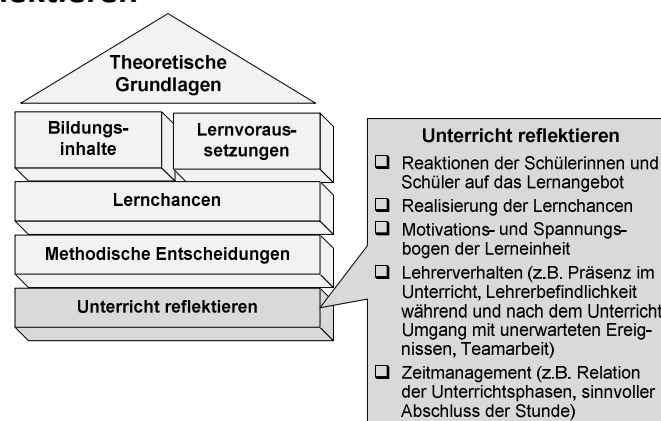 Theoretische
Grundlagen
Bildungs-
inhalte
Lernvoraus-
setzungen
Lernchancen
Methodische Entscheidungen
Unterricht reflektieren
Unterricht reflektieren
❑ Reaktionen der Schülerinnen und
Schüler auf das Lernangebot
❑ Realisierung der Lernchancen
❑ Motivations- und Spannungs-
bogen der Lerneinheit
❑ Lehrerverhalten (z.B. Präsenz im
Unterricht, Lehrerbefindlichkeit
während und nach dem Unterricht
Umgang mit unerwarteten Ereig-
nissen, Teamarbeit)
❑ Zeitmanagement (z.B. Relation
der Unterrichtsphasen, sinnvoller
Abschluss der Stunde)